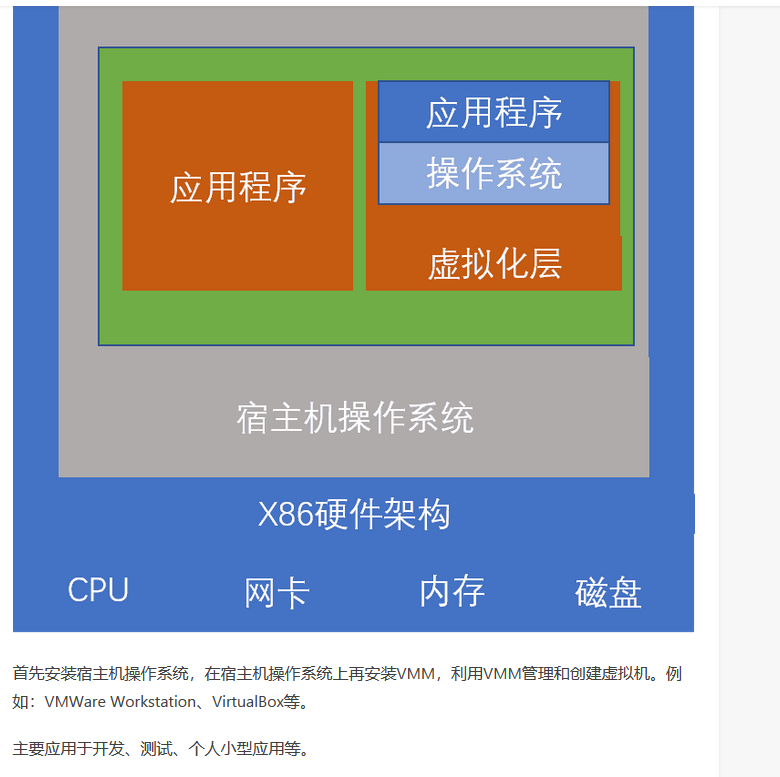 应用程序
应用程序
操作系统
虚拟化层
宿主机操作系统
X86硬件架构
CPU 网卡 内存 磁盘
首先安装宿主机操作系统，在宿主机操作系统上再安装VMM，利用VMM管理和创建虚拟机。例
如：VMWare Workstation、VirtualBox等。
主要应用于开发、测试、个人小型应用等。